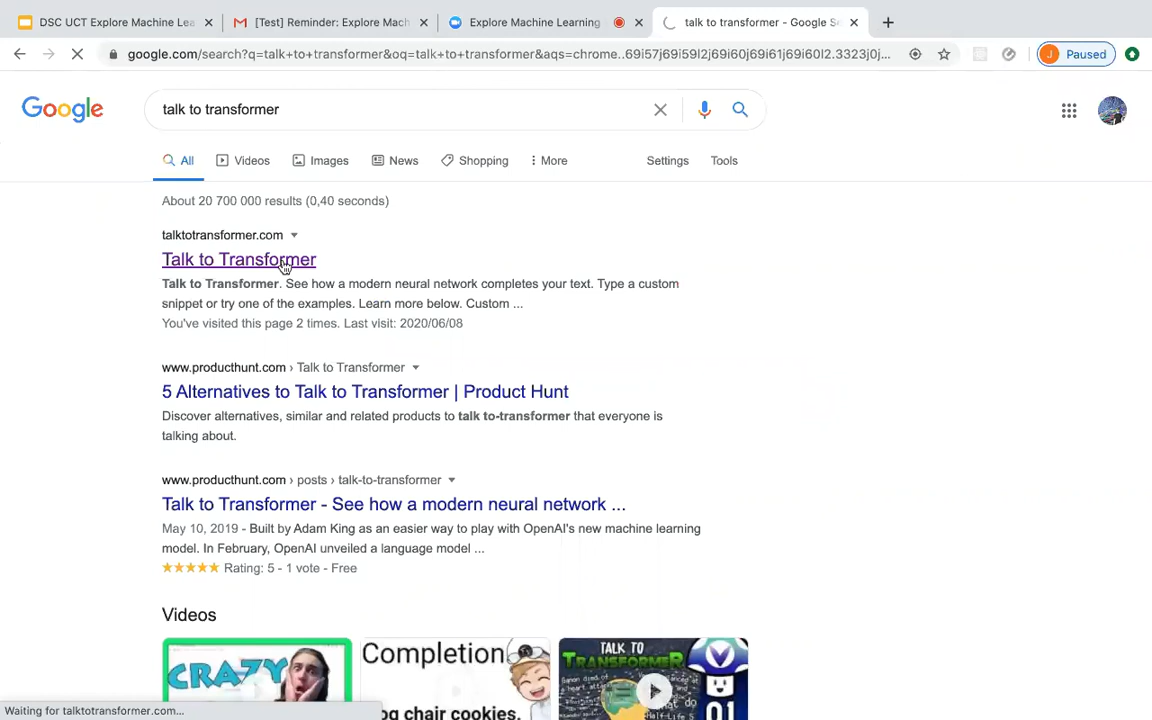 DSC UCT Explore Machine Lea
[Test] Reminder: Explore Mach
Explore Machine Learning
talk to transformer - Google Se
google.com/search?q=talk+to+transformer&oq=talk+to+transformer&aqs=chrome..69i57j69i59l2j69i60j69i61j69i60l2.3323j0j...
J Paused
Google
talk to transformer
All Videos Images News Shopping More Settings Tools
About 20 700 000 results (0,40 seconds)
talktotransformer.com
Talk to Transformer
Talk to Transformer. See how a modern neural network completes your text. Type a custom
snippet or try one of the examples. Learn more below. Custom ...
You've visited this page 2 times. Last visit: 2020/06/08
www.producthunt.com › Talk to Transformer
5 Alternatives to Talk to Transformer | Product Hunt
Discover alternatives, similar and related products to talk to-transformer that everyone is
talking about.
www.producthunt.com › posts › talk-to-transformer
Talk to Transformer - See how a modern neural network ...
May 10, 2019 - Built by Adam King as an easier way to play with OpenAI's new machine learning
model. In February, OpenAI unveiled a language model ...
Rating: 5 - 1 vote - Free
Videos
CRAZY
Completion
og chair cookies.
TALK TO
TRANSFORMER
01
Waiting for talktotransformer.com...